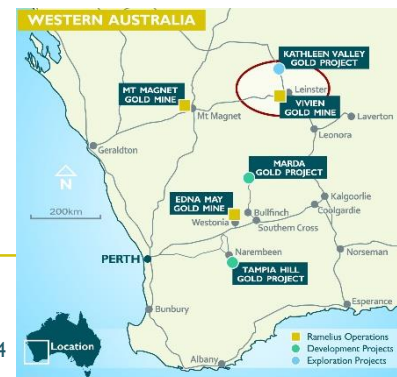 WESTERN AUSTRALIA
KATHLEEN VALLEY
GOLD PROJECT
MT MAGNET
GOLD MINE
Leinster
VIVIEN
GOLD MINE
Mt Magnet
Laverton
Leonora
Geraldton
MARDA
GOLD PROJECT
N
200km
EDNA MAY
GOLD MINE
Kalgoorlie
Coolgardie
Bullfinch
Westonia
Southern Cross
PERTH
Narembeen
Norseman
TAMPIA HILL
GOLD PROJECT
Bunbury
Esperance
4
Location
Albany
Ramelius Operations
Development Projects
Exploration Projects